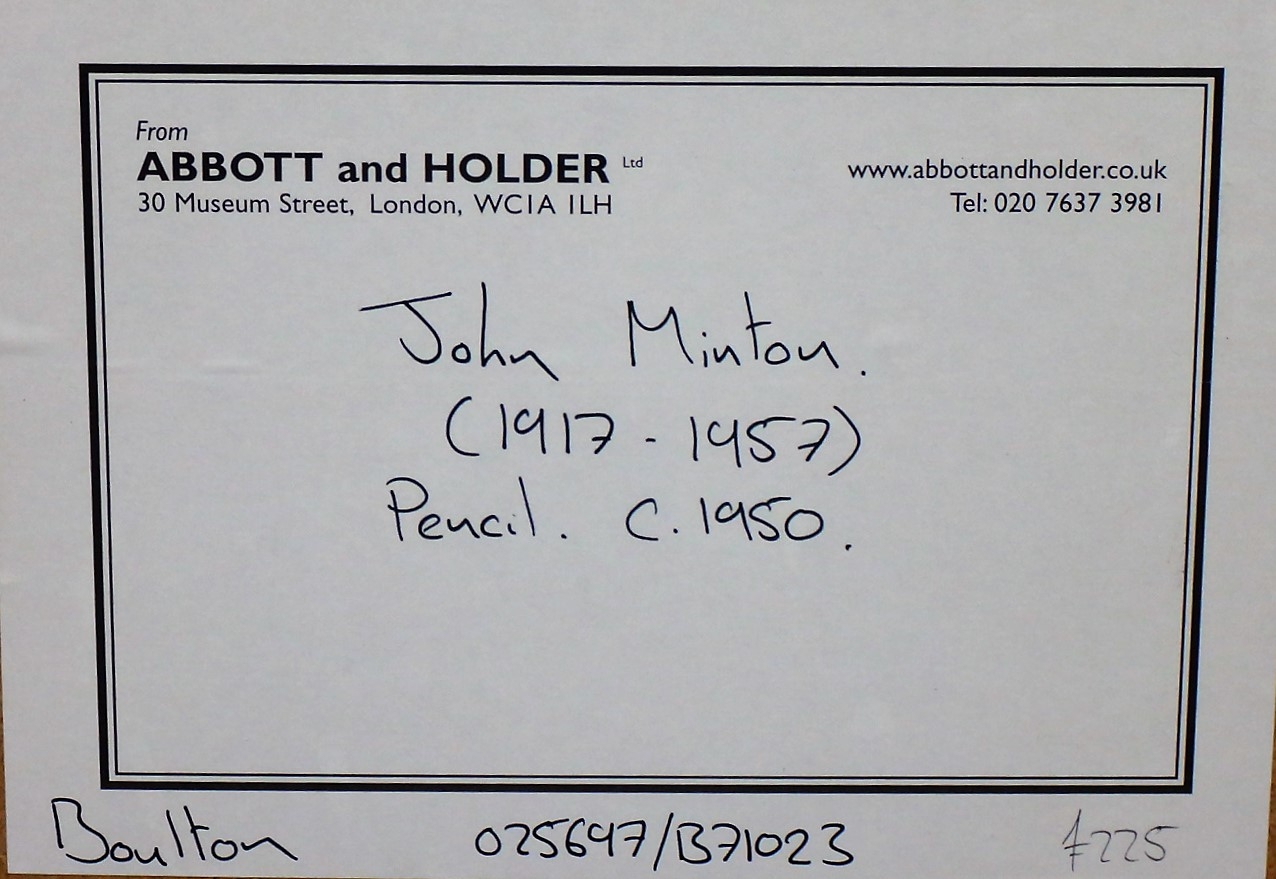 From
ABBOTT and HOLDER Ltd
30 Museum Street, London, WC1A 1LH
www.abbottandholder.co.uk
Tel: 020 7637 3981
John Minton.
(1917 - 1957)
Pencil. C. 1950.
Boulton 025697/B71023 £225